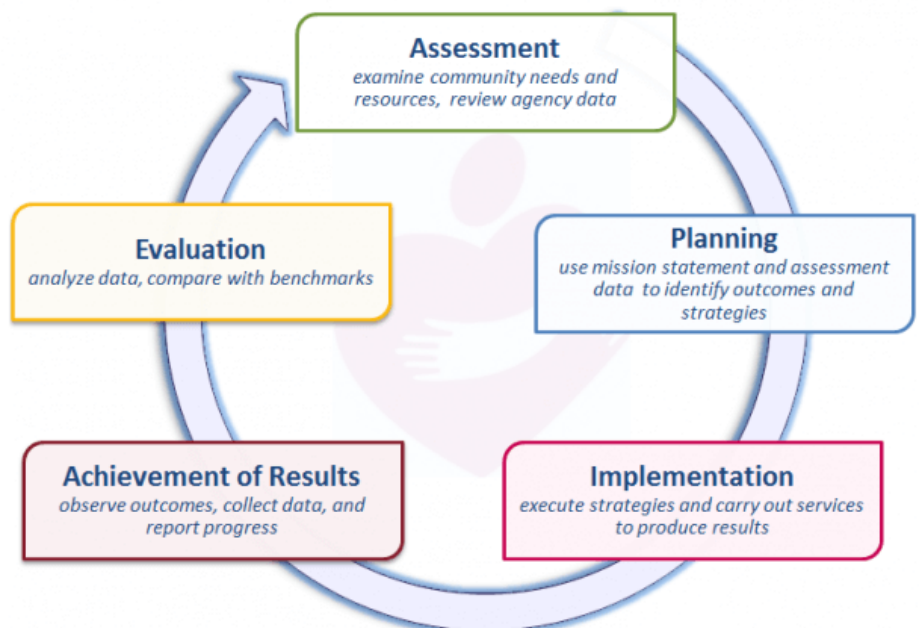 Assessment
examine community needs and
resources, review agency data
Planning
use mission statement and assessment
data to identify outcomes and
strategies
Implementation
execute strategies and carry out services
to produce results
Achievement of Results
observe outcomes, collect data, and
report progress
Evaluation
analyze data, compare with benchmarks